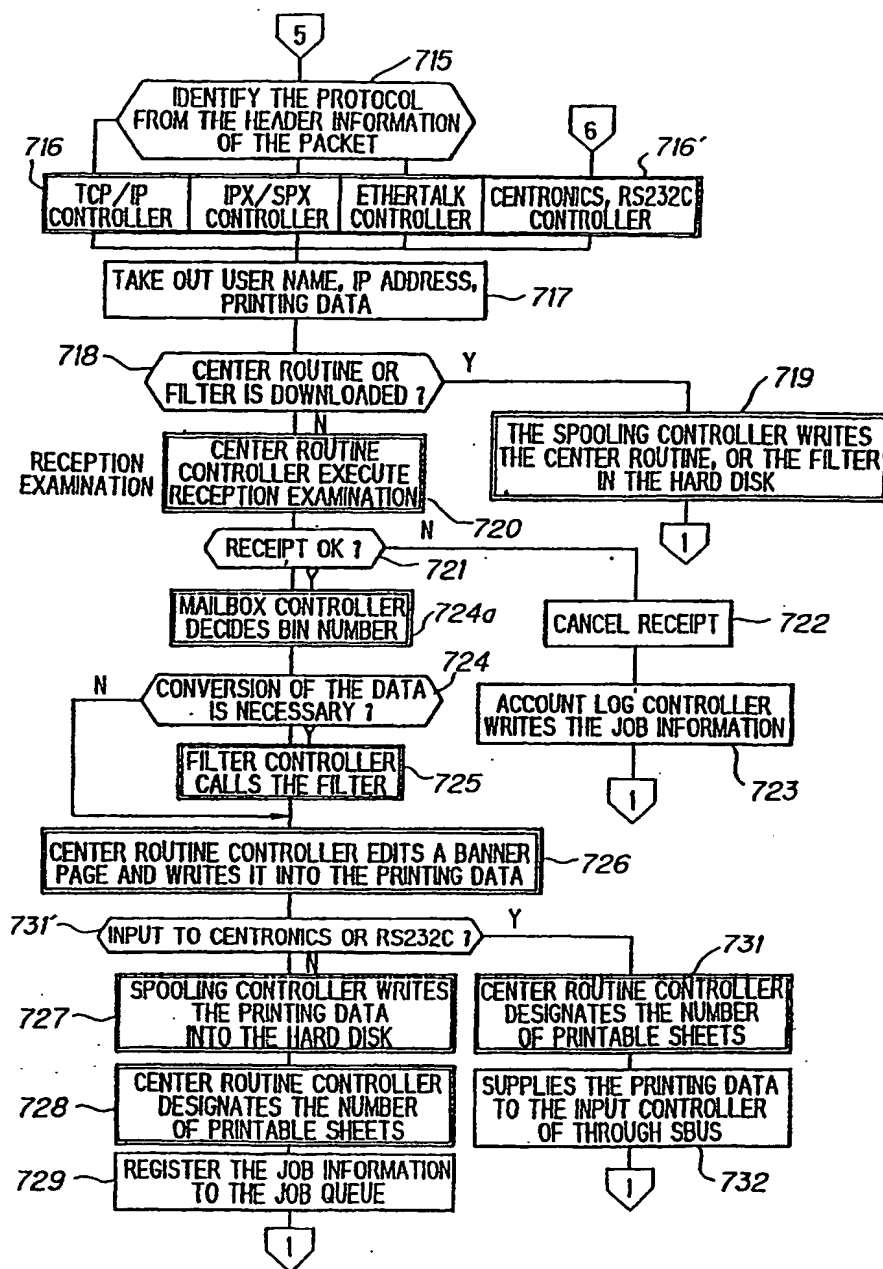 5
715
IDENTIFY THE PROTOCOL
FROM THE HEADER INFORMATION
OF THE PACKET
6
716
716'
TCP/IP
CONTROLLER
IPX/SPX
CONTROLLER
ETHERTALK
CONTROLLER
CENTRONICS, RS232C
CONTROLLER
TAKE OUT USER NAME, IP ADDRESS,
PRINTING DATA
717
718
CENTER ROUTINE OR
FILTER IS DOWNLOADED ?
Y
N
719
THE SPOOLING CONTROLLER WRITES
THE CENTER ROUTINE, OR THE FILTER
IN THE HARD DISK
1
RECEPTION
EXAMINATION
CENTER ROUTINE
CONTROLLER EXECUTE
RECEPTION EXAMINATION
720
RECEIPT OK ?
N
721
Y
MAILBOX CONTROLLER
DECIDES BIN NUMBER
724a
CANCEL RECEIPT
722
724
N
CONVERSION OF THE DATA
IS NECESSARY ?
Y
ACCOUNT LOG CONTROLLER
WRITES THE JOB INFORMATION
723
1
FILTER CONTROLLER
CALLS THE FILTER
725
CENTER ROUTINE CONTROLLER EDITS A BANNER
PAGE AND WRITES IT INTO THE PRINTING DATA
726
731'
INPUT TO CENTRONICS OR RS232C ?
Y
N
731
727
SPOOLING CONTROLLER WRITES
THE PRINTING DATA
INTO THE HARD DISK
CENTER ROUTINE CONTROLLER
DESIGNATES THE NUMBER
OF PRINTABLE SHEETS
728
CENTER ROUTINE CONTROLLER
DESIGNATES THE NUMBER
OF PRINTABLE SHEETS
SUPPLIES THE PRINTING DATA
TO THE INPUT CONTROLLER
OF THROUGH SBUS
732
1
729
REGISTER THE JOB INFORMATION
TO THE JOB QUEUE
1